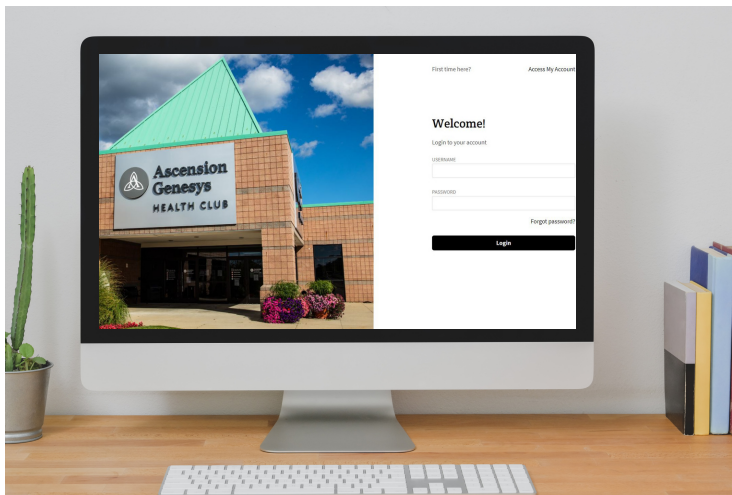 Ascension
Genesys
HEALTH CLUB
First time here?
Access My Account
Welcome!
Login to your account
USERNAME
PASSWORD
Forgot password?
Login